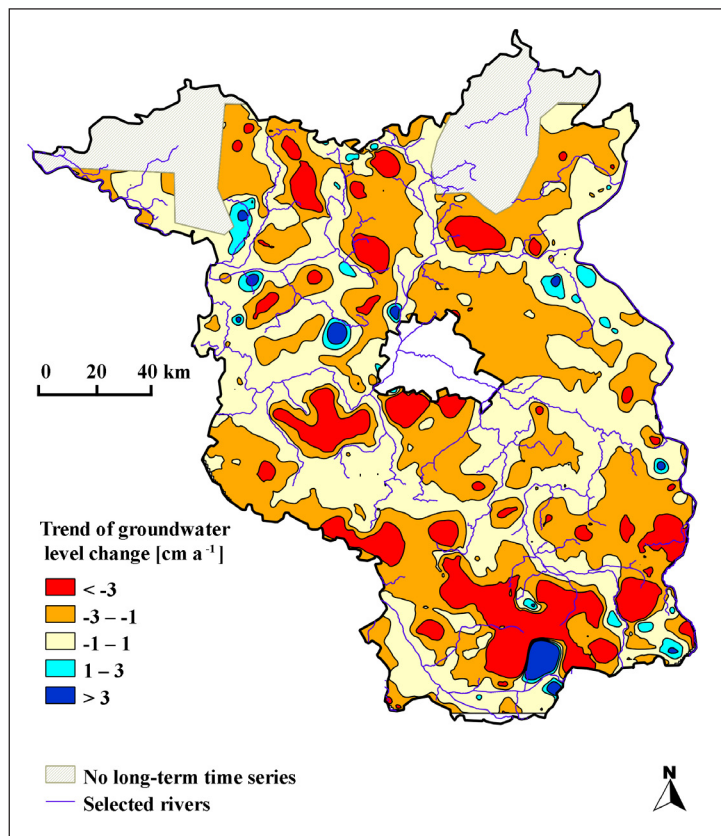 0 20 40 km
Trend of groundwater
level change [cm a⁻¹]
< -3
-3 – -1
-1 – 1
1 – 3
> 3
No long-term time series
Selected rivers
N